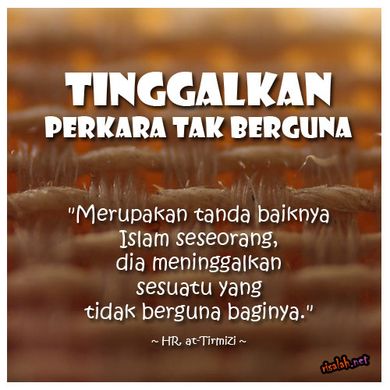 TINGGALKAN
PERKARA TAK BERGUNA
"Merupakan tanda baiknya
Islam seseorang,
dia meninggalkan
sesuatu yang
tidak berguna baginya."
~ HR. at-Tirmizi ~
risalah.net